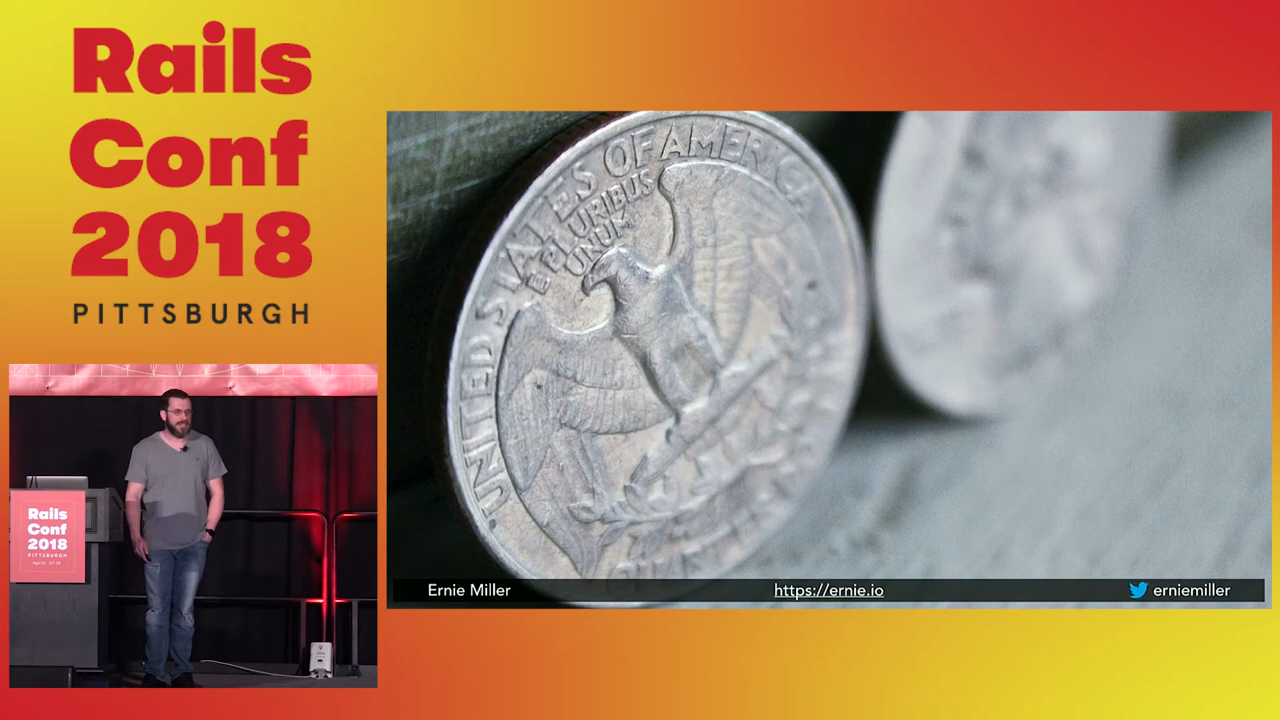 Rails
Conf
2018
PITTSBURGH
UNITED STATES OF AMERICA
E PLURIBUS
UNUM
Ernie Miller
https://ernie.io
erniemiller
Rails
Conf
2018
PITTSBURGH